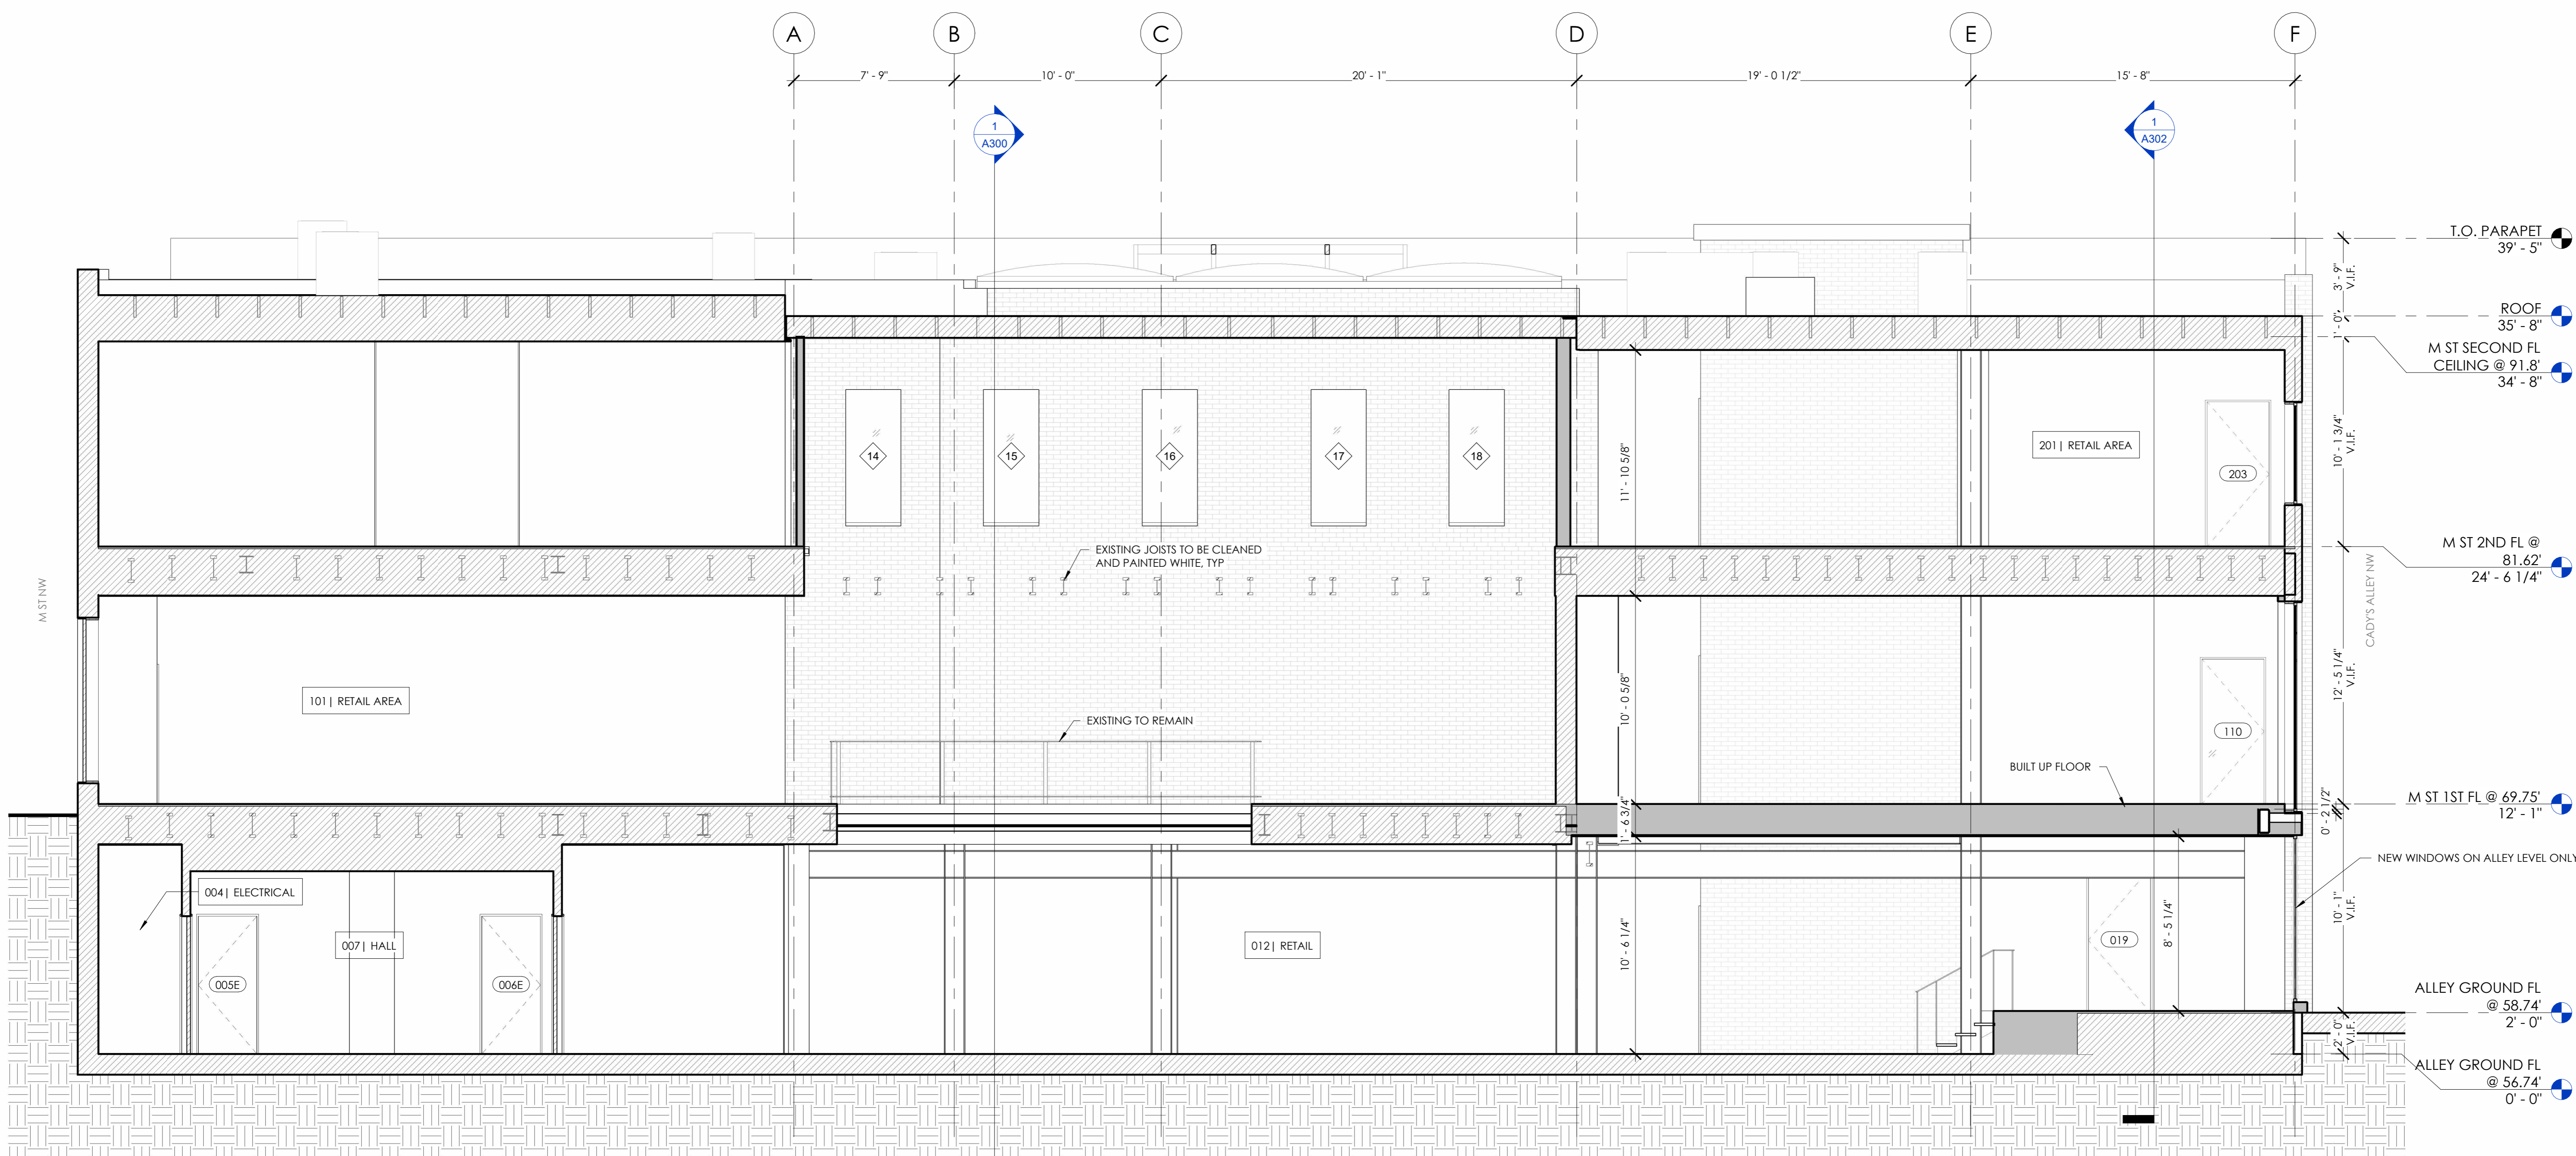 A
B
C
D
E
F
7' - 9"
10' - 0"
20' - 1"
19' - 0 1/2"
15' - 8"
1
A300
1
A302
T.O. PARAPET
39' - 5"
3' - 9"
V.I.F.
ROOF
35' - 8"
1' - 0"
M ST SECOND FL
CEILING @ 91.8'
34' - 8"
14
15
16
17
18
11' - 10 5/8"
201| RETAIL AREA
203
10' - 1 3/4"
V.I.F.
EXISTING JOISTS TO BE CLEANED
AND PAINTED WHITE, TYP
M ST 2ND FL @
81.62'
24' - 6 1/4"
M ST NW
CADY'S ALLEY NW
101| RETAIL AREA
EXISTING TO REMAIN
10' - 0 5/8"
110
12' - 5 1/4"
V.I.F.
BUILT UP FLOOR
1' - 6 3/4"
0' - 2 1/2"
M ST 1ST FL @ 69.75'
12' - 1"
NEW WINDOWS ON ALLEY LEVEL ONLY
004| ELECTRICAL
007| HALL
012| RETAIL
005E
006E
10' - 6 1/4"
019
8' - 5 1/4"
10' - 1"
V.I.F.
ALLEY GROUND FL
@ 58.74'
2' - 0"
2' - 0"
V.I.F.
ALLEY GROUND FL
@ 56.74'
0' - 0"